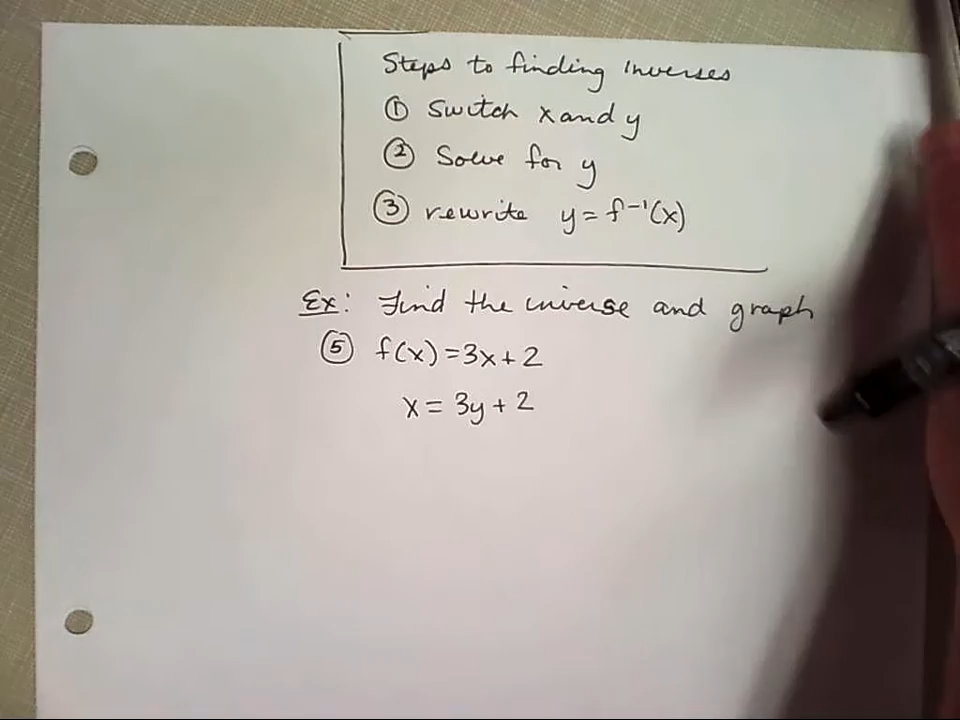 Steps to finding inverses
① Switch x and y
② Solve for y
③ rewrite y = f⁻¹(x)
Ex: Find the inverse and graph
⑤ f(x) = 3x + 2
x = 3y + 2